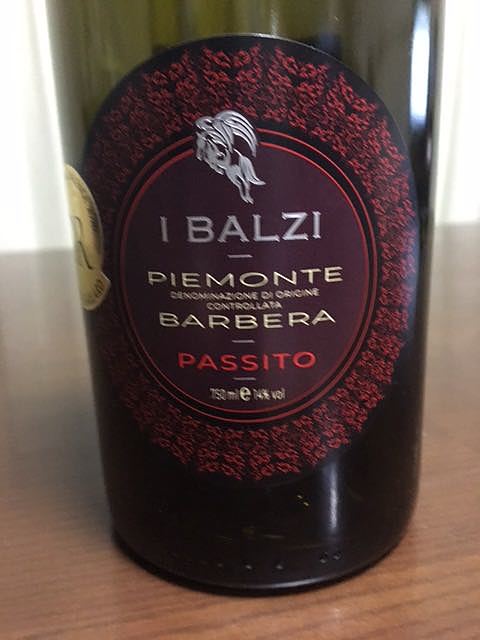 I BALZI
PIEMONTE
DENOMINAZIONE DI ORIGINE
CONTROLLATA
BARBERA
PASSITO
750 ml e 14% vol